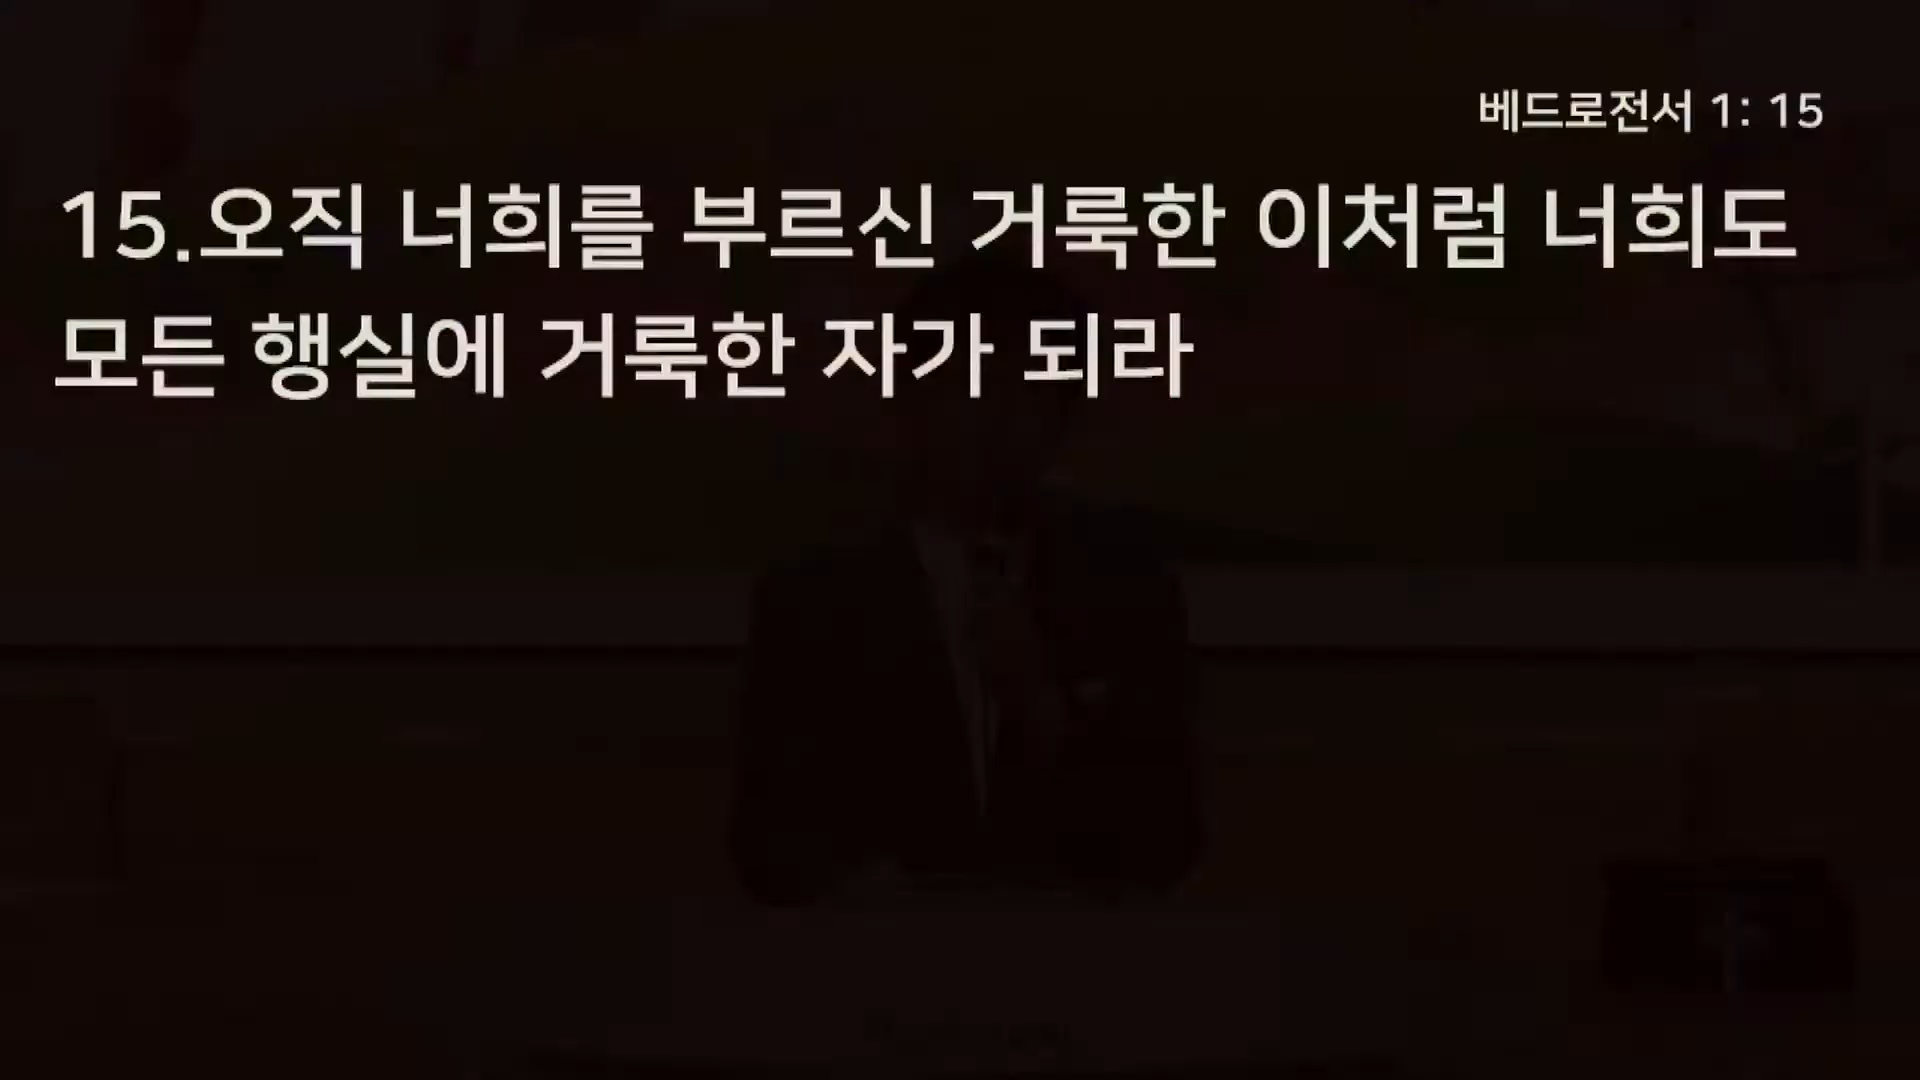 베드로전서 1: 15
15.오직 너희를 부르신 거룩한 이처럼 너희도
모든 행실에 거룩한 자가 되라